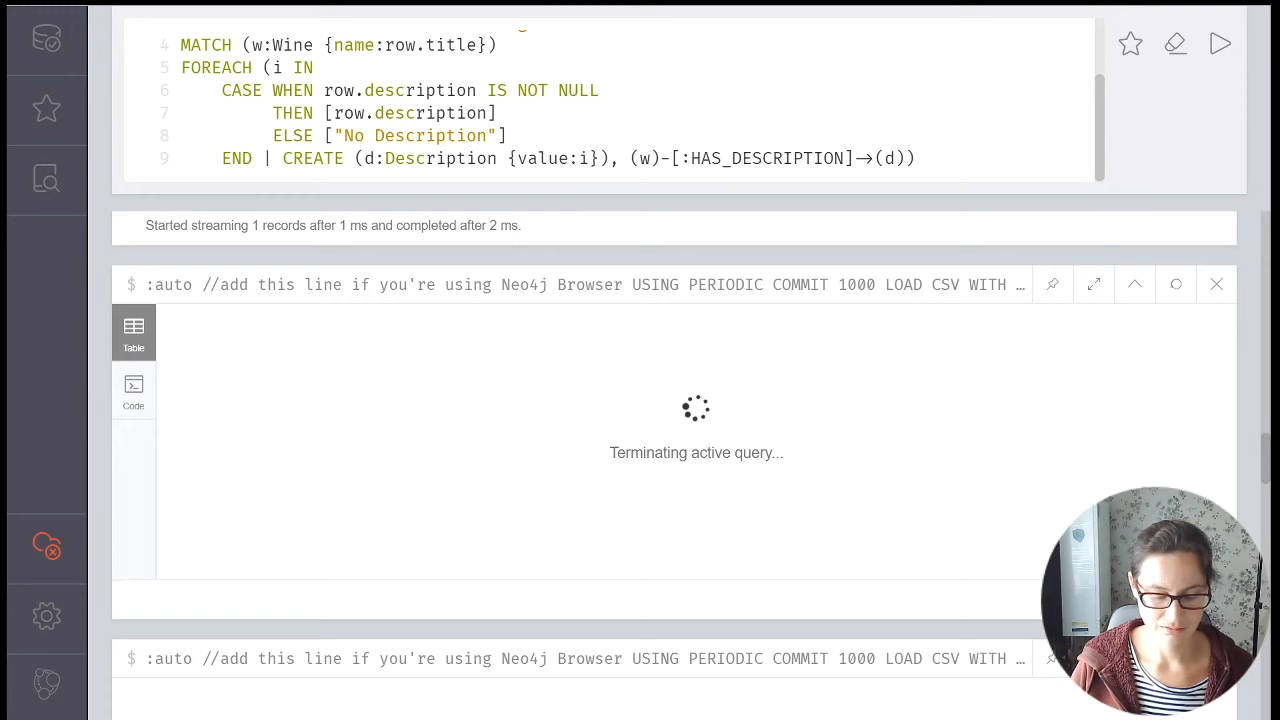 4 MATCH (w:Wine {name:row.title})
5 FOREACH (i IN
6 CASE WHEN row.description IS NOT NULL
7 THEN [row.description]
8 ELSE ["No Description"]
9 END | CREATE (d:Description {value:i}), (w)-[:HAS_DESCRIPTION]->(d))
Started streaming 1 records after 1 ms and completed after 2 ms.
$ :auto //add this line if you're using Neo4j Browser USING PERIODIC COMMIT 1000 LOAD CSV WITH …
Table
Code
Terminating active query...
$ :auto //add this line if you're using Neo4j Browser USING PERIODIC COMMIT 1000 LOAD CSV WITH …